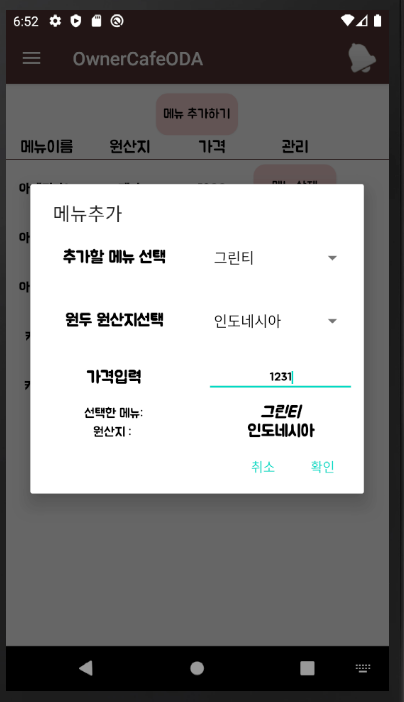 6:52
OwnerCafeODA
메뉴 추가하기
메뉴이름 원산지 가격 관리
메뉴추가
추가할 메뉴 선택 그린티
원두 원산지선택 인도네시아
가격입력 1231
선택한 메뉴: 그린티
원산지 : 인도네시아
취소 확인